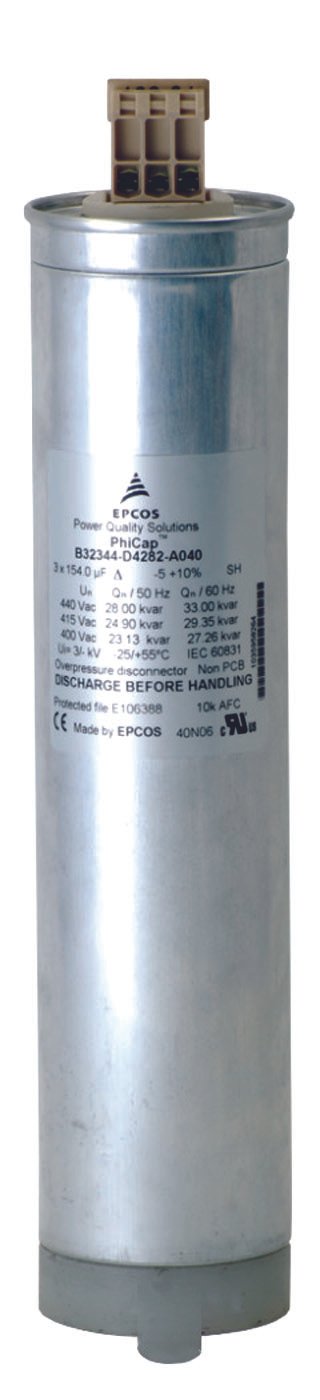 EPCOS
Power Quality Solutions
PhiCap™
B32344-D4282-A040
3 x 154.0 µF Δ -5 +10% SH
Un Qn / 50 Hz Qn / 60 Hz
440 Vac 28.00 kvar 33.00 kvar
415 Vac 24.90 kvar 29.35 kvar
400 Vac 23.13 kvar 27.26 kvar
Ui= 3/- kV -25/+55°C IEC 60831
Overpressure disconnector Non PCB
DISCHARGE BEFORE HANDLING
Protected file E106388 10k AFC
CE Made by EPCOS 40N06 c RU us